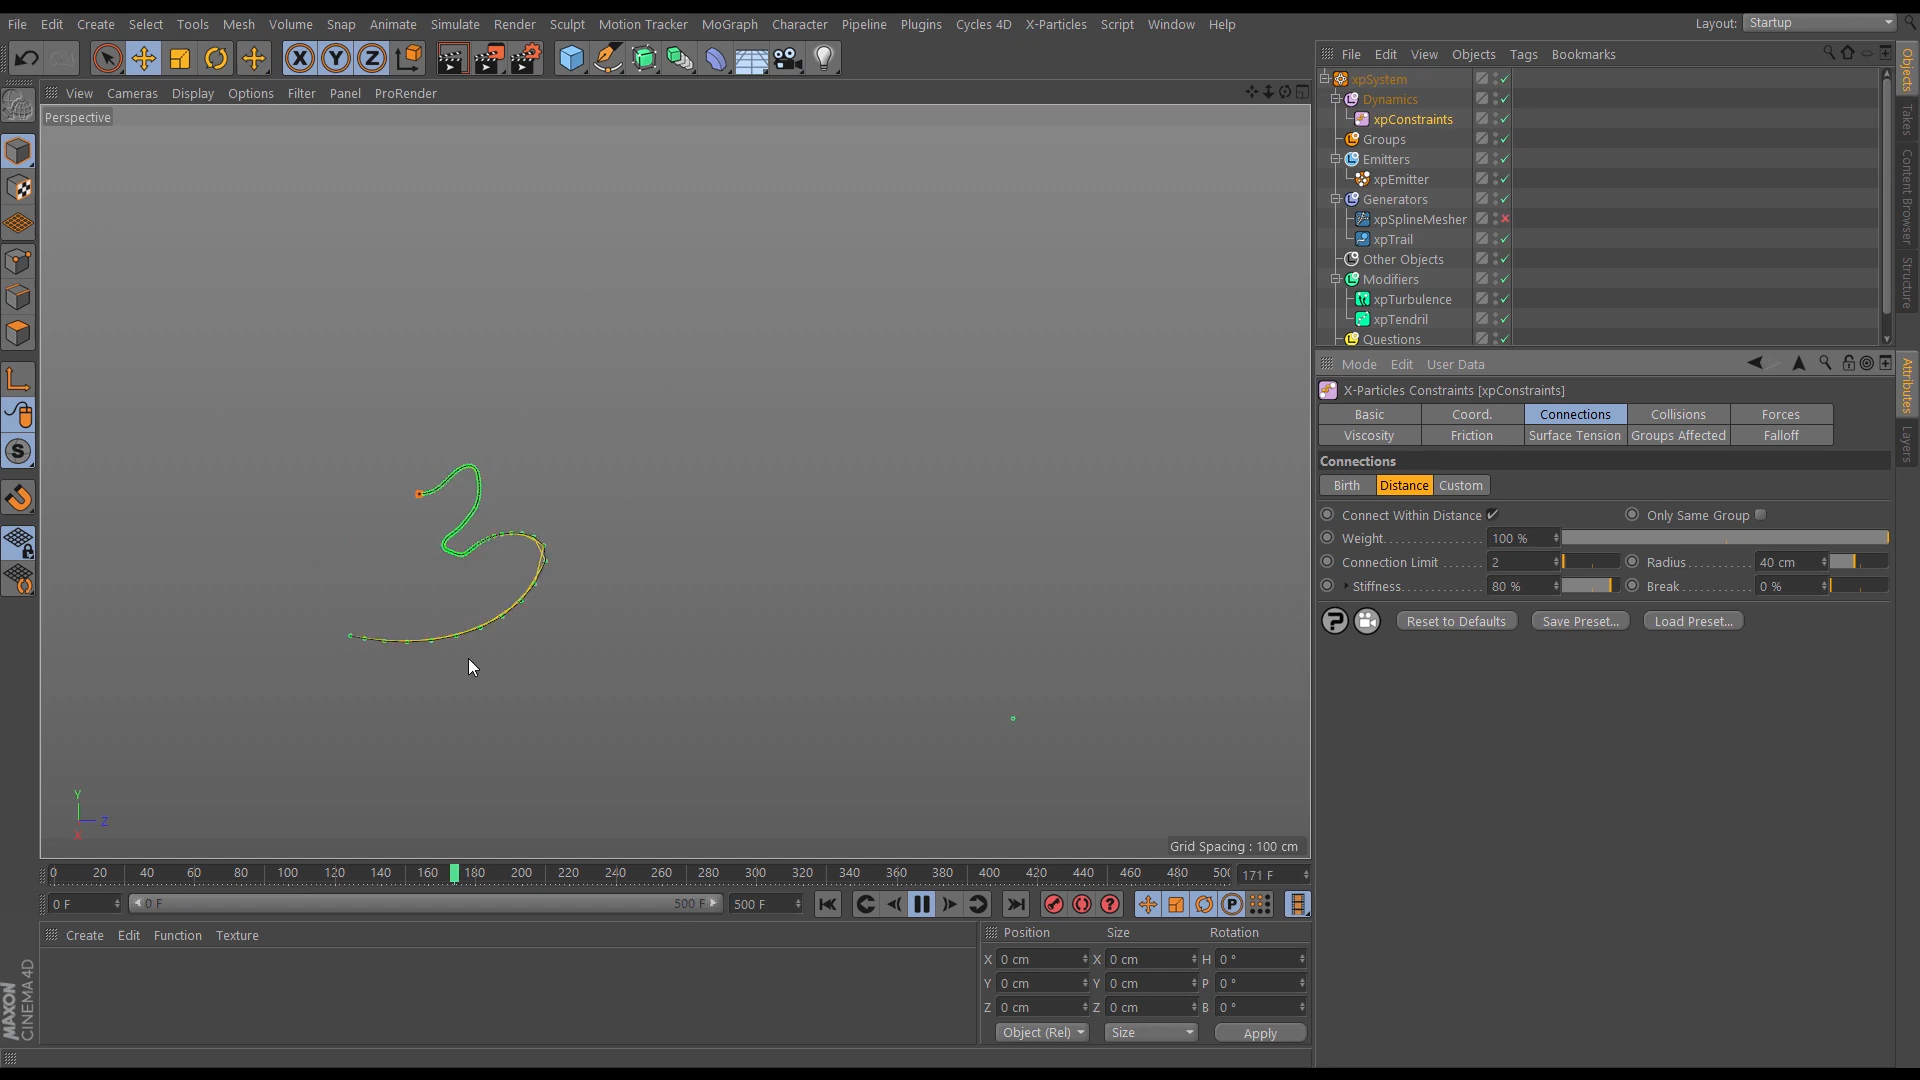 File Edit Create Select Tools Mesh Volume Snap Animate Simulate Render Sculpt Motion Tracker MoGraph Character Pipeline Plugins Cycles 4D X-Particles Script Window Help
Layout: Startup
X Y Z
View Cameras Display Options Filter Panel ProRender
Perspective
Y
Z
X
Grid Spacing : 100 cm
File Edit View Objects Tags Bookmarks
xpSystem
Dynamics
xpConstraints
Groups
Emitters
xpEmitter
Generators
xpSplineMesher
xpTrail
Other Objects
Modifiers
xpTurbulence
xpTendril
Questions
Objects
Takes
Content Browser
Structure
Mode Edit User Data
X-Particles Constraints [xpConstraints]
Basic Coord. Connections Collisions Forces
Viscosity Friction Surface Tension Groups Affected Falloff
Connections
Birth Distance Custom
Connect Within Distance Only Same Group
Weight 100 %
Connection Limit 2 Radius 40 cm
Stiffness 80 % Break 0 %
Reset to Defaults Save Preset... Load Preset...
Attributes
Layers
0 20 40 60 80 100 120 140 160 180 200 220 240 260 280 300 320 340 360 380 400 420 440 460 480 500 171 F
0 F 0 F 500 F 500 F
Create Edit Function Texture
Position Size Rotation
X 0 cm X 0 cm H 0 °
Y 0 cm Y 0 cm P 0 °
Z 0 cm Z 0 cm B 0 °
Object (Rel) Size Apply
MAXON
CINEMA 4D